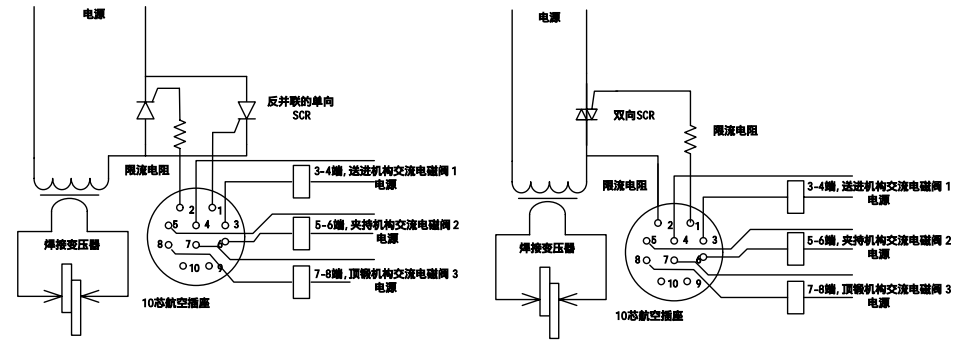 电源
反并联的单向
SCR
限流电阻
3-4端,送进机构交流电磁阀 1
电源
2
1
5
4
3
5-6端,夹持机构交流电磁阀 2
电源
8
7
6
焊接变压器
7-8端,顶锻机构交流电磁阀 3
电源
10
9
10芯航空插座
电源
双向SCR
限流电阻
限流电阻
3-4端,送进机构交流电磁阀 1
电源
2
1
5
4
3
5-6端,夹持机构交流电磁阀 2
电源
8
7
6
焊接变压器
7-8端,顶锻机构交流电磁阀 3
电源
10
9
10芯航空插座